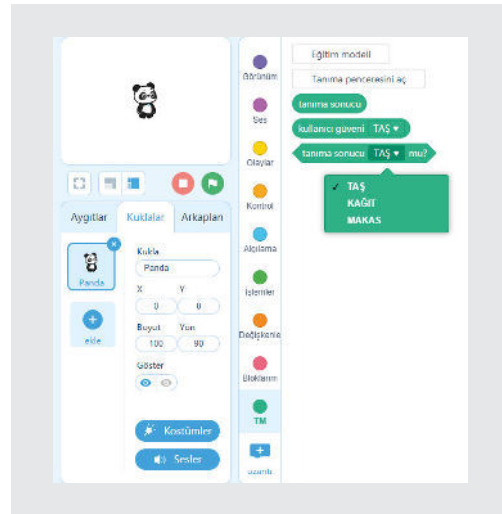 Aygıtlar
Kuklalar
Arkaplan
Panda
ekle
Kukla
Panda
X
Y
0
0
Boyut
Yön
100
90
Göster
Kostümler
Sesler
Görünüm
Ses
Olaylar
Kontrol
Algılama
İşlemler
Değişkenle
Bloklarım
TM
uzantı
Eğitim modeli
Tanıma penceresini aç
tanıma sonucu
kullanıcı güveni TAŞ
tanıma sonucu TAŞ mu?
TAŞ
KAĞIT
MAKAS